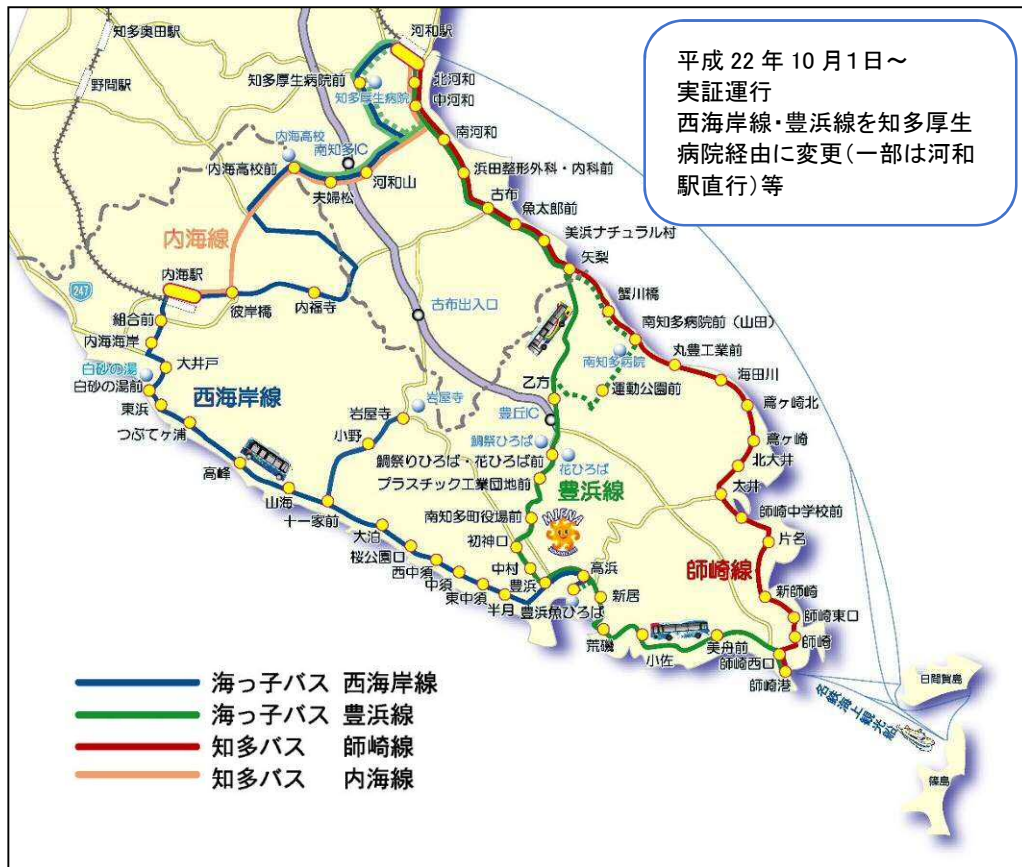 河和駅
知多奥田駅
野間駅
知多厚生病院前
知多厚生病院
北河和
中河和
南河和
内海高校
南知多IC
内海高校前
河和山
夫婦松
浜田整形外科・内科前
古布
魚太郎前
美浜ナチュラル村
矢梨
内海線
内海駅
247
彼岸橋
内福寺
古布出入口
蟹川橋
南知多病院前(山田)
南知多病院
丸豊工業前
海田川
組合前
内海海岸
大井戸
白砂の湯
白砂の湯前
東浜
つぶてヶ浦
西海岸線
岩屋寺
岩屋寺
小野
乙方
運動公園前
豊丘IC
鯛祭ひろば
鯛祭りひろば・花ひろば前
花ひろば
プラスチック工業団地前
豊浜線
鳶ヶ崎北
鳶ヶ崎
北大井
大井
師崎中学校前
片名
高峰
山海
十一家前
大泊
桜公園口
西中須
中須
東中須
半月
南知多町役場前
初神口
中村
豊浜
高浜
豊浜魚ひろば
新居
荒磯
小佐
美舟前
師崎線
新師崎
師崎東口
師崎
師崎西口
師崎港
名鉄海上観光船
日間賀島
篠島
平成 22 年 10 月1日~
実証運行
西海岸線・豊浜線を知多厚生
病院経由に変更(一部は河和
駅直行)等
海っ子バス 西海岸線
海っ子バス 豊浜線
知多バス 師崎線
知多バス 内海線